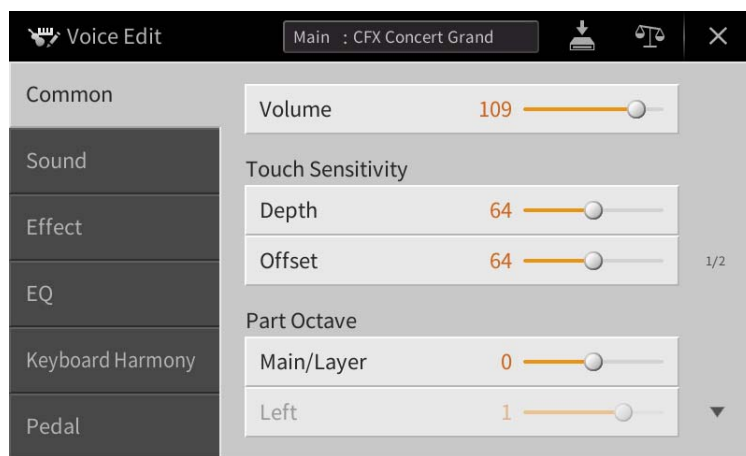 Voice Edit
Main : CFX Concert Grand
Common
Sound
Effect
EQ
Keyboard Harmony
Pedal
Volume 109
Touch Sensitivity
Depth 64
Offset 64
Part Octave
Main/Layer 0
Left 1
1/2